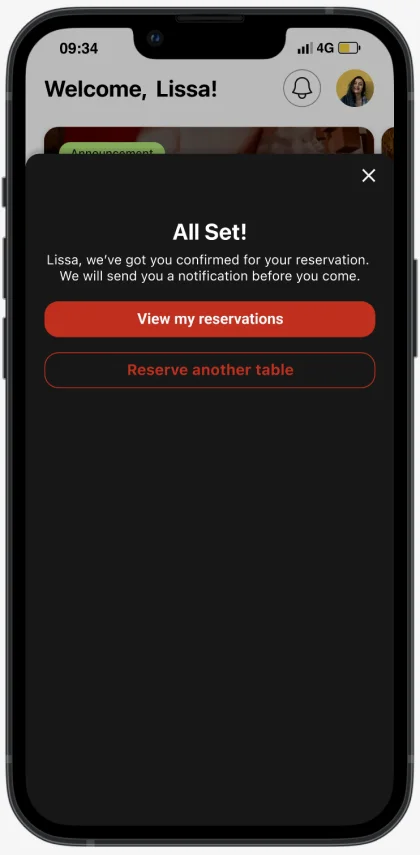 09:34
4G
Welcome, Lissa!
Announcement
All Set!
Lissa, we've got you confirmed for your reservation.
We will send you a notification before you come.
View my reservations
Reserve another table